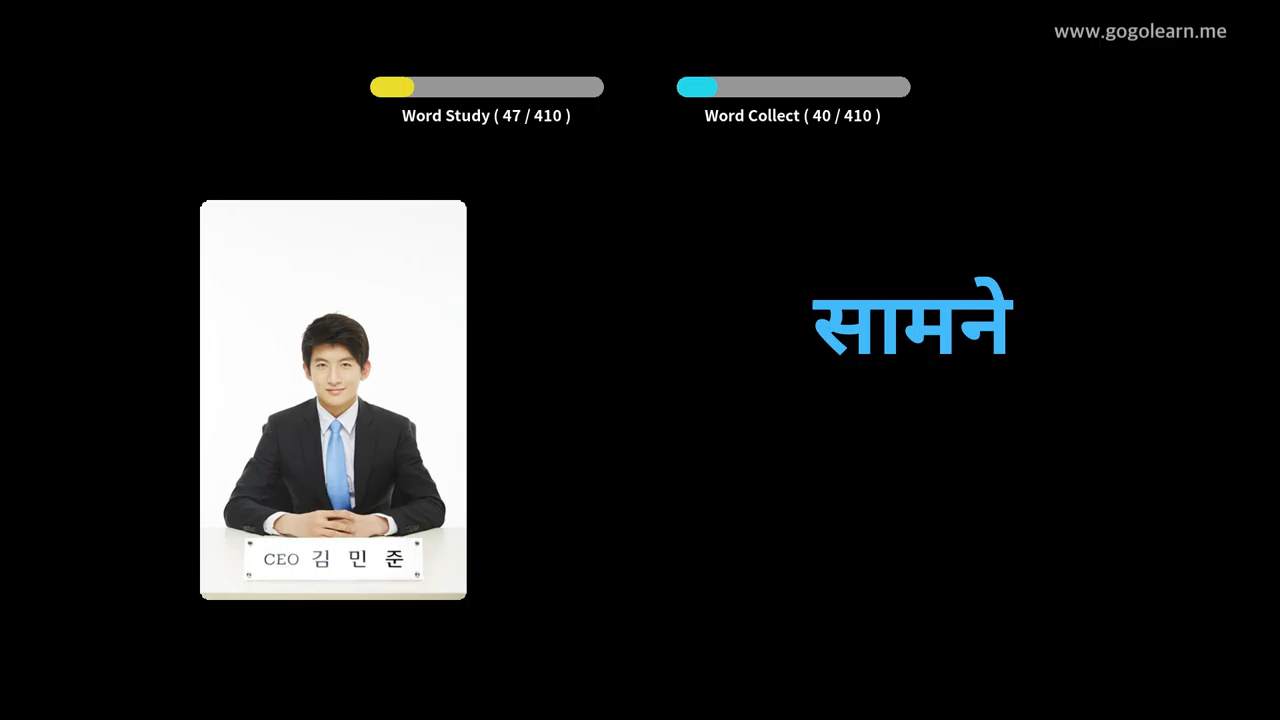 www.gogolearn.me
Word Study ( 47 / 410 )
Word Collect ( 40 / 410 )
सामने
CEO 김 민 준